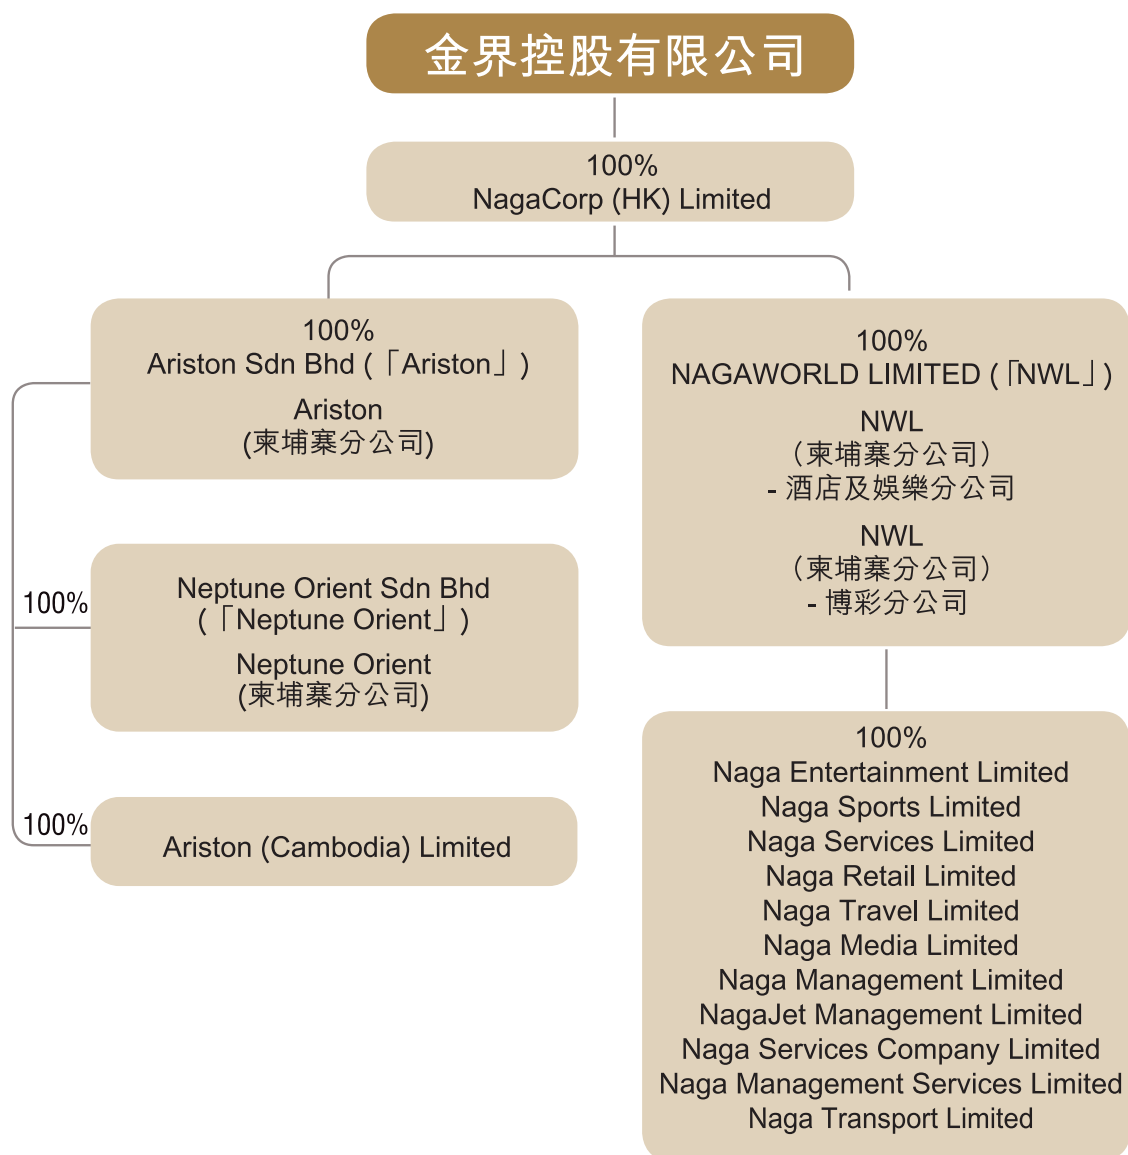 金界控股有限公司
100%
NagaCorp (HK) Limited
100%
Ariston Sdn Bhd (「Ariston」)
Ariston
(柬埔寨分公司)
100%
Neptune Orient Sdn Bhd
(「Neptune Orient」)
Neptune Orient
(柬埔寨分公司)
100%
Ariston (Cambodia) Limited
100%
NAGAWORLD LIMITED (「NWL」)
NWL
（柬埔寨分公司）
- 酒店及娛樂分公司
NWL
（柬埔寨分公司）
- 博彩分公司
100%
Naga Entertainment Limited
Naga Sports Limited
Naga Services Limited
Naga Retail Limited
Naga Travel Limited
Naga Media Limited
Naga Management Limited
NagaJet Management Limited
Naga Services Company Limited
Naga Management Services Limited
Naga Transport Limited